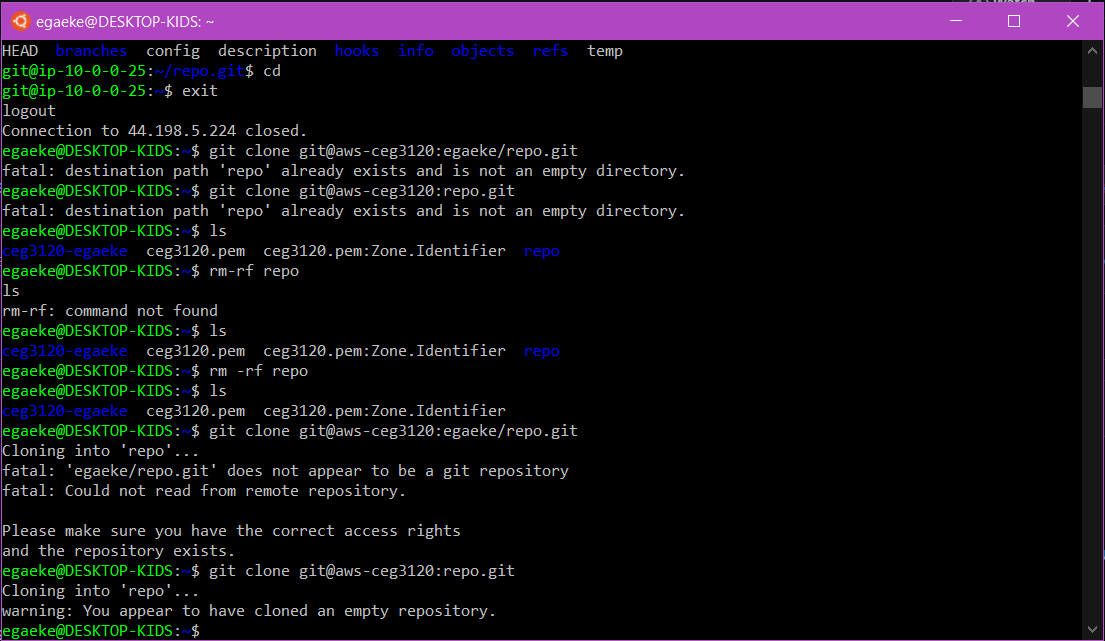 egaeke@DESKTOP-KIDS: ~
HEAD branches config description hooks info objects refs temp
git@ip-10-0-0-25:~/repo.git$ cd
git@ip-10-0-0-25:~$ exit
logout
Connection to 44.198.5.224 closed.
egaeke@DESKTOP-KIDS:~$ git clone git@aws-ceg3120:egaeke/repo.git
fatal: destination path 'repo' already exists and is not an empty directory.
egaeke@DESKTOP-KIDS:~$ git clone git@aws-ceg3120:repo.git
fatal: destination path 'repo' already exists and is not an empty directory.
egaeke@DESKTOP-KIDS:~$ ls
ceg3120-egaeke ceg3120.pem ceg3120.pem:Zone.Identifier repo
egaeke@DESKTOP-KIDS:~$ rm-rf repo
ls
rm-rf: command not found
egaeke@DESKTOP-KIDS:~$ ls
ceg3120-egaeke ceg3120.pem ceg3120.pem:Zone.Identifier repo
egaeke@DESKTOP-KIDS:~$ rm -rf repo
egaeke@DESKTOP-KIDS:~$ ls
ceg3120-egaeke ceg3120.pem ceg3120.pem:Zone.Identifier
egaeke@DESKTOP-KIDS:~$ git clone git@aws-ceg3120:egaeke/repo.git
Cloning into 'repo'...
fatal: 'egaeke/repo.git' does not appear to be a git repository
fatal: Could not read from remote repository.

Please make sure you have the correct access rights
and the repository exists.
egaeke@DESKTOP-KIDS:~$ git clone git@aws-ceg3120:repo.git
Cloning into 'repo'...
warning: You appear to have cloned an empty repository.
egaeke@DESKTOP-KIDS:~$